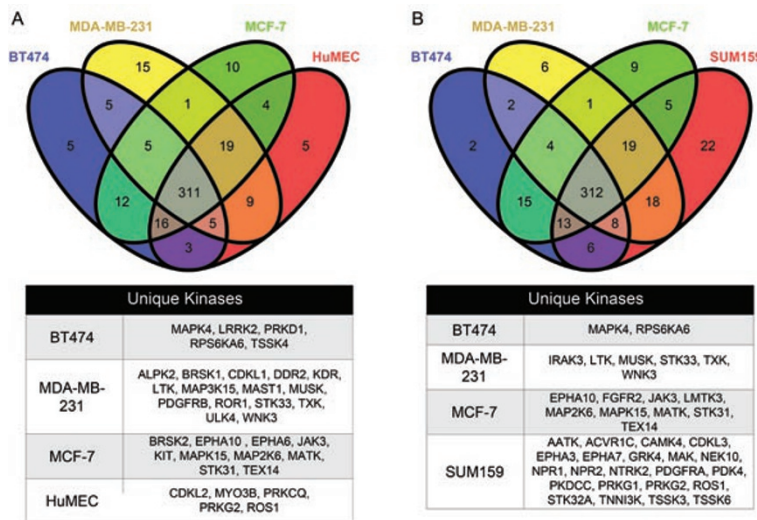 A
MDA-MB-231
MCF-7
BT474
HuMEC
15
10
5
1
4
5
5
19
5
311
12
9
16
5
3
Unique Kinases
BT474
MAPK4, LRRK2, PRKD1,
RPS6KA6, TSSK4
MDA-MB-
231
ALPK2, BRSK1, CDKL1, DDR2, KDR,
LTK, MAP3K15, MAST1, MUSK,
PDGFRB, ROR1, STK33, TXK,
ULK4, WNK3
MCF-7
BRSK2, EPHA10 , EPHA6, JAK3,
KIT, MAPK15, MAP2K6, MATK,
STK31, TEX14
HuMEC
CDKL2, MYO3B, PRKCQ,
PRKG2, ROS1
B
MDA-MB-231
MCF-7
BT474
SUM159
6
9
2
1
5
2
4
19
22
312
15
18
13
8
6
Unique Kinases
BT474
MAPK4, RPS6KA6
MDA-MB-
231
IRAK3, LTK, MUSK, STK33, TXK,
WNK3
MCF-7
EPHA10, FGFR2, JAK3, LMTK3,
MAP2K6, MAPK15, MATK, STK31,
TEX14
SUM159
AATK, ACVR1C, CAMK4, CDKL3,
EPHA3, EPHA7, GRK4, MAK, NEK10,
NPR1, NPR2, NTRK2, PDGFRA, PDK4,
PKDCC, PRKG1, PRKG2, ROS1,
STK32A, TNNI3K, TSSK3, TSSK6